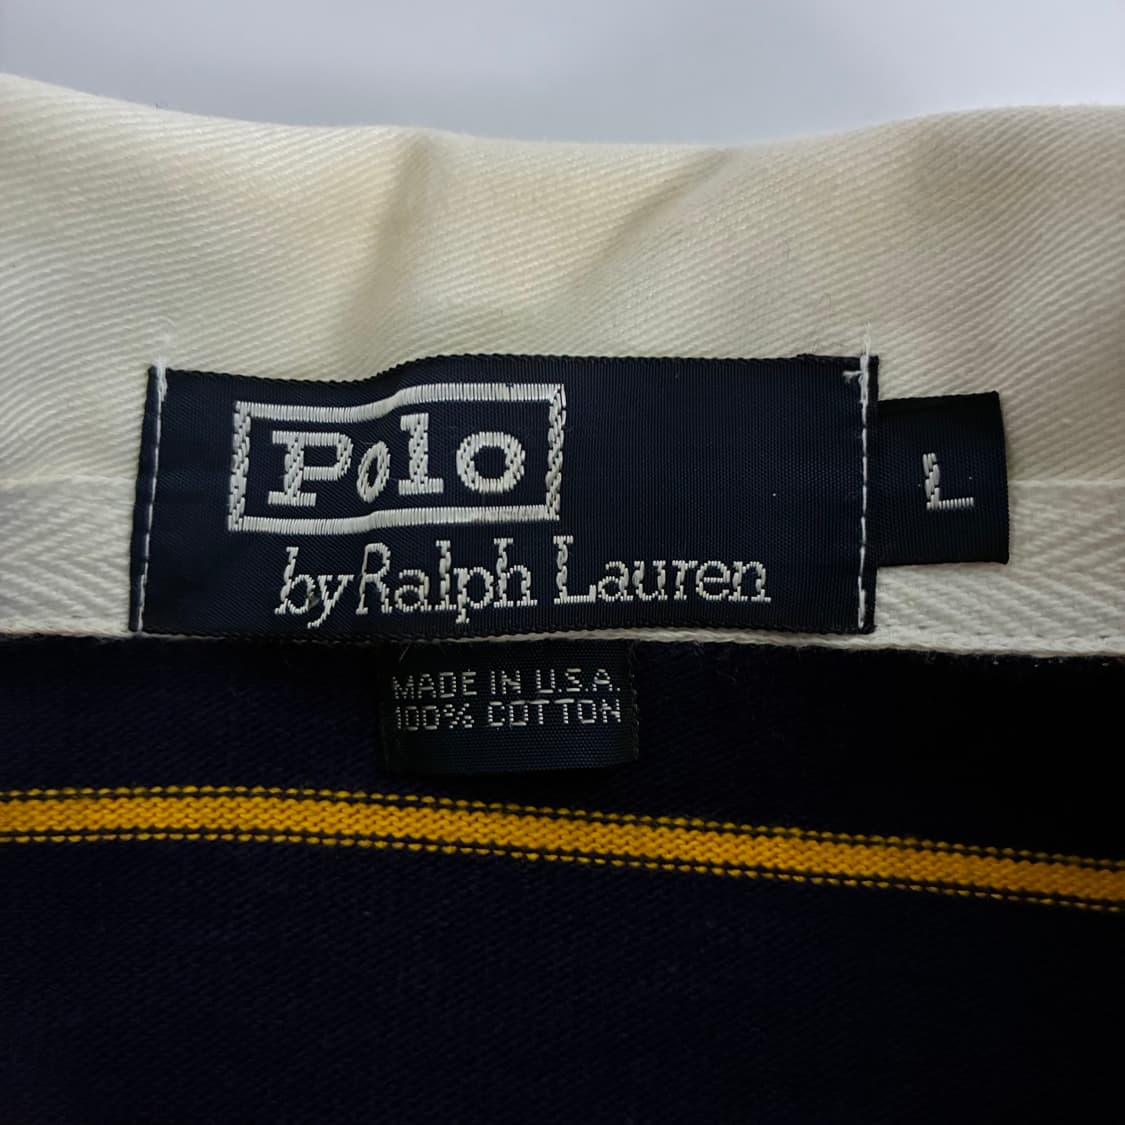 Polo
by Ralph Lauren
L
MADE IN U.S.A.
100% COTTON